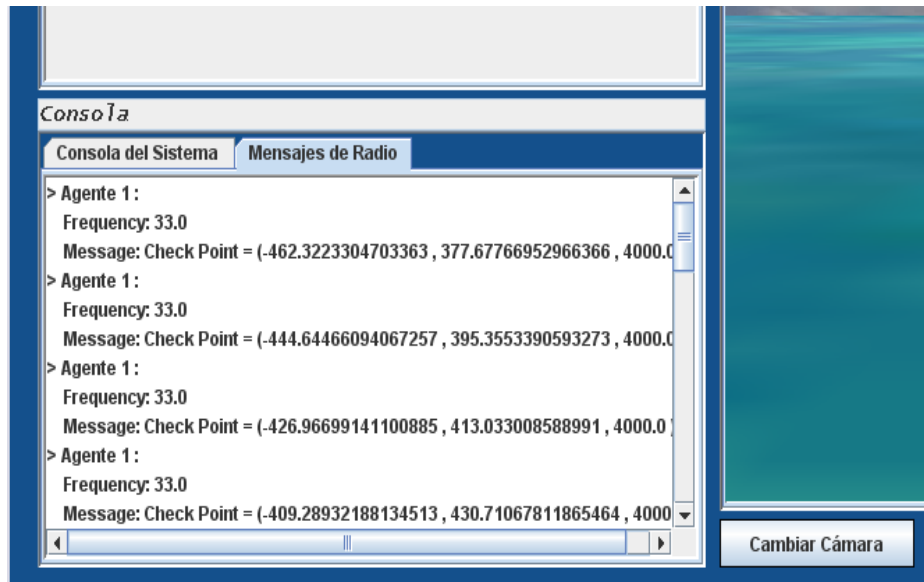 Consola
Consola del Sistema
Mensajes de Radio
> Agente 1 :
Frequency: 33.0
Message: Check Point = (-462.3223304703363 , 377.67766952966366 , 4000.0
> Agente 1 :
Frequency: 33.0
Message: Check Point = (-444.64466094067257 , 395.3553390593273 , 4000.0
> Agente 1 :
Frequency: 33.0
Message: Check Point = (-426.96699141100885 , 413.033008588991 , 4000.0 )
> Agente 1 :
Frequency: 33.0
Message: Check Point = (-409.28932188134513 , 430.71067811865464 , 4000
Cambiar Cámara